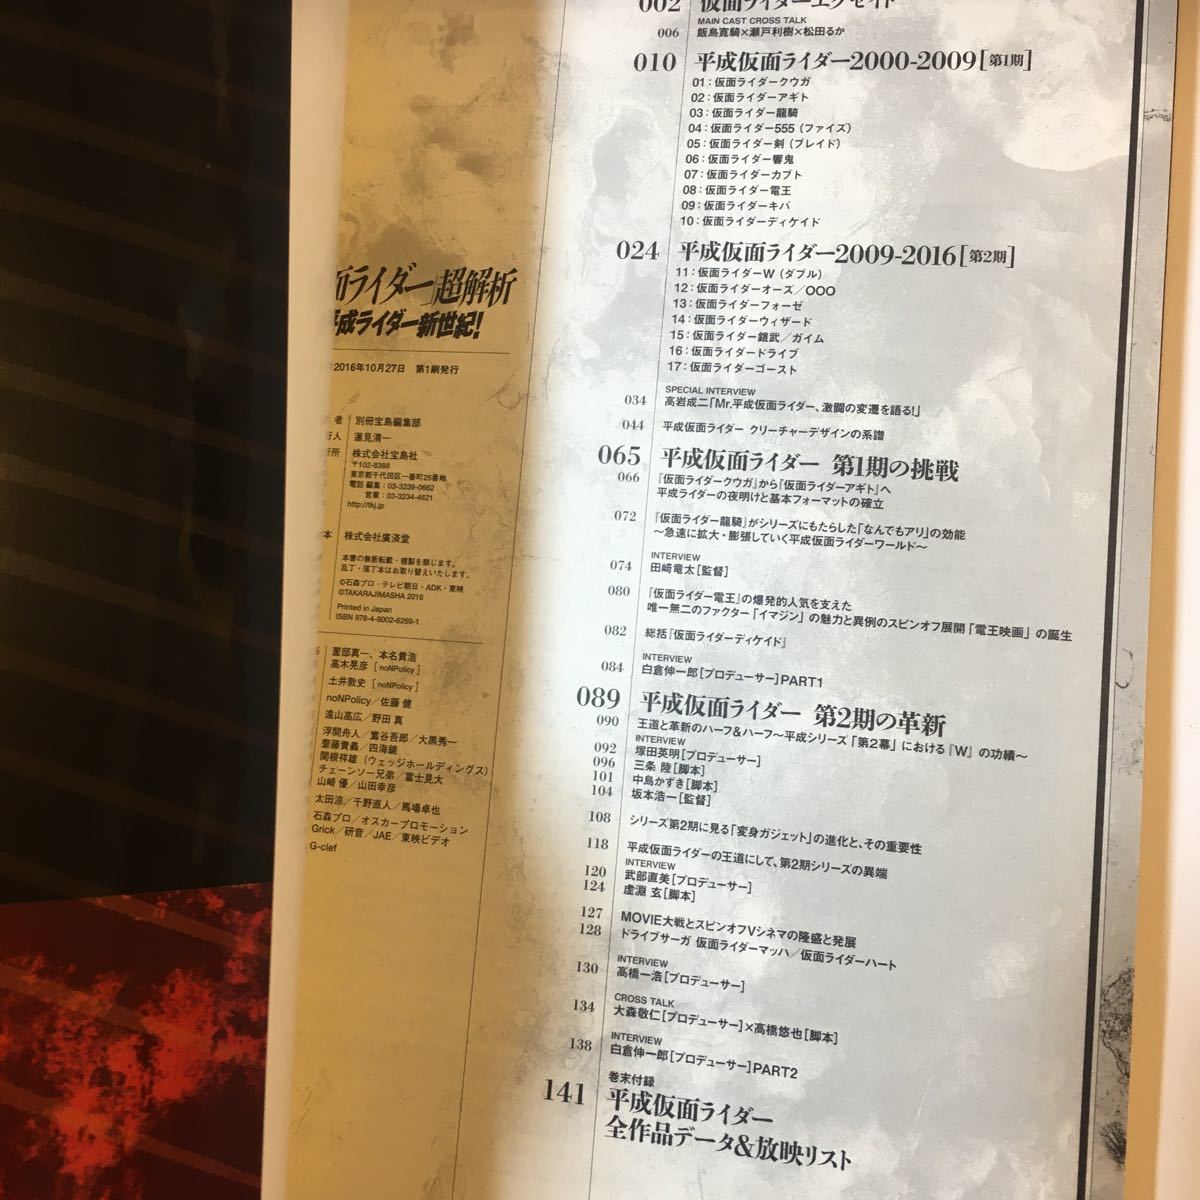 002 仮面ライダーエグゼイド
MAIN CAST CROSS TALK
006 飯島寛騎×瀬戸利樹×松田るか
010 平成仮面ライダー2000-2009[第1期]
01：仮面ライダークウガ
02：仮面ライダーアギト
03：仮面ライダー龍騎
04：仮面ライダー555（ファイズ）
05：仮面ライダー剣（ブレイド）
06：仮面ライダー響鬼
07：仮面ライダーカブト
08：仮面ライダー電王
09：仮面ライダーキバ
10：仮面ライダーディケイド
024 平成仮面ライダー2009-2016[第2期]
11：仮面ライダーW（ダブル）
12：仮面ライダーオーズ／OOO
13：仮面ライダーフォーゼ
14：仮面ライダーウィザード
15：仮面ライダー鎧武／ガイム
16：仮面ライダードライブ
17：仮面ライダーゴースト
SPECIAL INTERVIEW
034 高岩成二「Mr.平成仮面ライダー、激闘の変遷を語る!」
044 平成仮面ライダー クリーチャーデザインの系譜
065 平成仮面ライダー 第1期の挑戦
066 『仮面ライダークウガ』から『仮面ライダーアギト』へ
平成ライダーの夜明けと基本フォーマットの確立
072 『仮面ライダー龍騎』がシリーズにもたらした「なんでもアリ」の効能
〜急速に拡大・膨張していく平成仮面ライダーワールド〜
INTERVIEW
074 田﨑竜太[監督]
080 『仮面ライダー電王』の爆発的人気を支えた
唯一無二のファクター「イマジン」の魅力と異例のスピンオフ展開「電王映画」の誕生
082 総括『仮面ライダーディケイド』
INTERVIEW
084 白倉伸一郎[プロデューサー]PART1
089 平成仮面ライダー 第2期の革新
090 王道と革新のハーフ&ハーフ〜平成シリーズ「第2幕」における『W』の功績〜
INTERVIEW
092 塚田英明[プロデューサー]
096 三条 陸[脚本]
101 中島かずき[脚本]
104 坂本浩一[監督]
108 シリーズ第2期に見る「変身ガジェット」の進化と、その重要性
118 平成仮面ライダーの王道にして、第2期シリーズの異端
INTERVIEW
120 武部直美[プロデューサー]
124 虚淵 玄[脚本]
127 MOVIE大戦とスピンオフVシネマの隆盛と発展
128 ドライブサーガ 仮面ライダーマッハ／仮面ライダーハート
INTERVIEW
130 高橋一浩[プロデューサー]
CROSS TALK
134 大森敬仁[プロデューサー]×高橋悠也[脚本]
INTERVIEW
138 白倉伸一郎[プロデューサー]PART2
巻末付録
141 平成仮面ライダー
全作品データ&放映リスト
面ライダー」超解析
平成ライダー新世紀!
2016年10月27日 第1刷発行
者 別冊宝島編集部
行人 蓮見清一
行所 株式会社宝島社
〒102-8388
東京都千代田区一番町25番地
電話 編集：03-3239-0662
営業：03-3234-4621
http://tkj.jp
本 株式会社廣済堂
本書の無断転載・複製を禁じます。
乱丁・落丁本はお取り替えいたします。
©石森プロ・テレビ朝日・ADK・東映
©TAKARAJIMASHA 2016
Printed in Japan
ISBN 978-4-8002-6269-1
薗部真一、本名貴浩
高木晃彦[noNPolicy]
土井敦史[noNPolicy]
noNPolicy／佐藤 健
遠山高広／野田 真
浮間舟人／鶯谷吾郎／大黒秀一
齋藤貴義／四海鏡
関根祥雄（ウェッジホールディングス）
チェーンソー兄弟／富士見大
山崎 優／山田幸彦
太田涼／千野直人／馬場卓也
石森プロ／オスカープロモーション
Grick／研音／JAE／東映ビデオ
G-clef